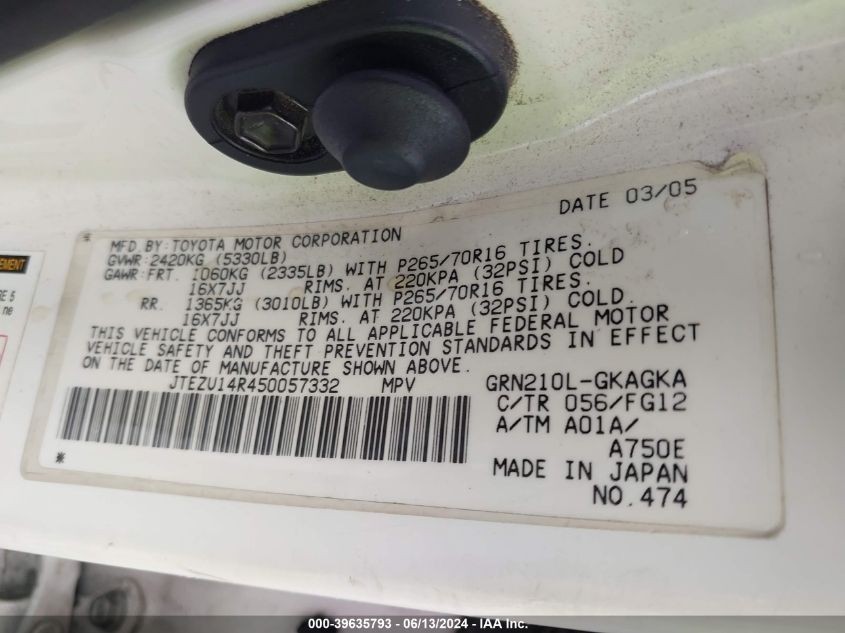 DATE 03/05
* MFD. BY: TOYOTA MOTOR CORPORATION
GVWR: 2420KG (5330LB)
GAWR: FRT. 1060KG (2335LB) WITH P265/70R16 TIRES.
16X7JJ RIMS. AT 220KPA (32PSI) COLD
RR. 1365KG (3010LB) WITH P265/70R16 TIRES.
16X7JJ RIMS. AT 220KPA (32PSI) COLD
THIS VEHICLE CONFORMS TO ALL APPLICABLE FEDERAL MOTOR
VEHICLE SAFETY AND THEFT PREVENTION STANDARDS IN EFFECT
ON THE DATE OF MANUFACTURE SHOWN ABOVE.
JTEZU14R450057332 MPV GRN210L-GKAGKA
C/TR 056/FG12
A/TM A01A/
A750E
MADE IN JAPAN
* NO. 474
000-39635793 - 06/13/2024 - IAA Inc.